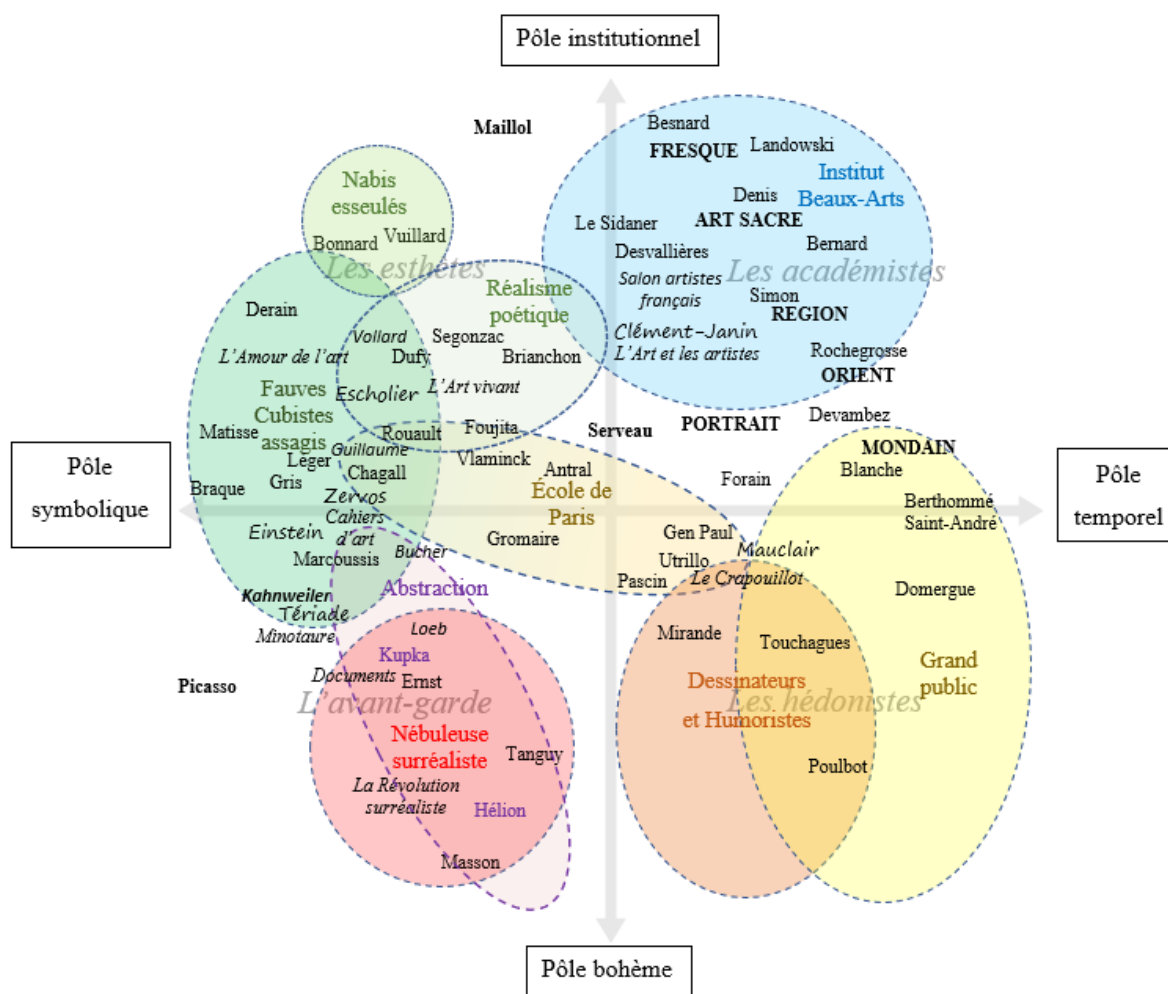 Pôle institutionnel
Maillol
Besnard
FRESQUE
Landowski
Institut
Beaux-Arts
Nabis
esseulés
Denis
ART SACRE
Le Sidaner
Vuillard
Bonnard
Bernard
Desvallières
Les esthètes
Les académistes
Salon artistes
français
Réalisme
poétique
Simon
REGION
Derain
Vollard
Segonzac
Clément-Janin
L'Art et les artistes
L'Amour de l'art
Dufy
Brianchon
Rochegrosse
ORIENT
Fauves
Cubistes
assagis
Escholier
L'Art vivant
Devambez
Matisse
Rouault
Foujita
Serveau
PORTRAIT
MONDAIN
Guillaume
Léger
Vlaminck
Chagall
Antral
Blanche
Pôle
symbolique
Braque
Gris
Zervos
Cahiers
d'art
École de
Paris
Forain
Berthommé
Saint-André
Pôle
temporel
Einstein
Marcoussis
Bucher
Gromaire
Gen Paul
Mauclair
Utrillo
Pascin
Le Crapouillot
Abstraction
Domergue
Kahnweiler
Tériade
Minotaure
Loeb
Mirande
Touchagues
Kupka
Documents
Ernst
Picasso
L'avant-garde
Dessinateurs
et Humoristes
Les hédonistes
Grand
public
Nébuleuse
surréaliste
Tanguy
Poulbot
La Révolution
surréaliste
Hélion
Masson
Pôle bohème